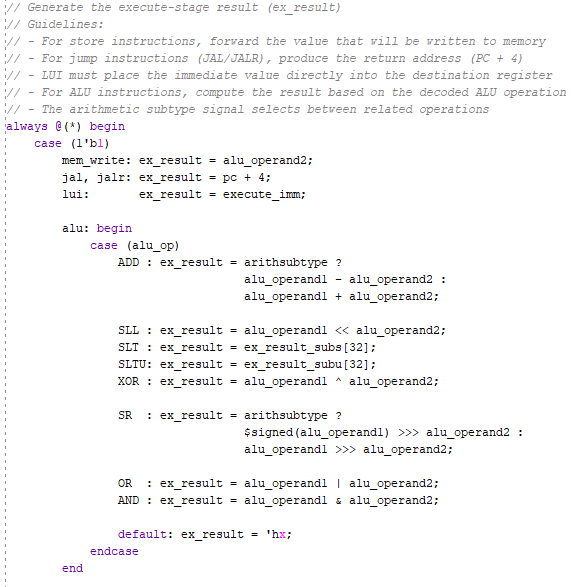 // Generate the execute-stage result (ex_result)
// Guidelines:
// - For store instructions, forward the value that will be written to memory
// - For jump instructions (JAL/JALR), produce the return address (PC + 4)
// - LUI must place the immediate value directly into the destination register
// - For ALU instructions, compute the result based on the decoded ALU operation
// - The arithmetic subtype signal selects between related operations
always @(*) begin
    case (1'b1)
        mem_write: ex_result = alu_operand2;
        jal, jalr: ex_result = pc + 4;
        lui:       ex_result = execute_imm;

        alu: begin
            case (alu_op)
                ADD : ex_result = arithsubtype ?
                                  alu_operand1 - alu_operand2 :
                                  alu_operand1 + alu_operand2;

                SLL : ex_result = alu_operand1 << alu_operand2;
                SLT : ex_result = ex_result_subs[32];
                SLTU: ex_result = ex_result_subu[32];
                XOR : ex_result = alu_operand1 ^ alu_operand2;

                SR  : ex_result = arithsubtype ?
                                  $signed(alu_operand1) >>> alu_operand2 :
                                  alu_operand1 >>> alu_operand2;

                OR  : ex_result = alu_operand1 | alu_operand2;
                AND : ex_result = alu_operand1 & alu_operand2;

                default: ex_result = 'hx;
            endcase
        end